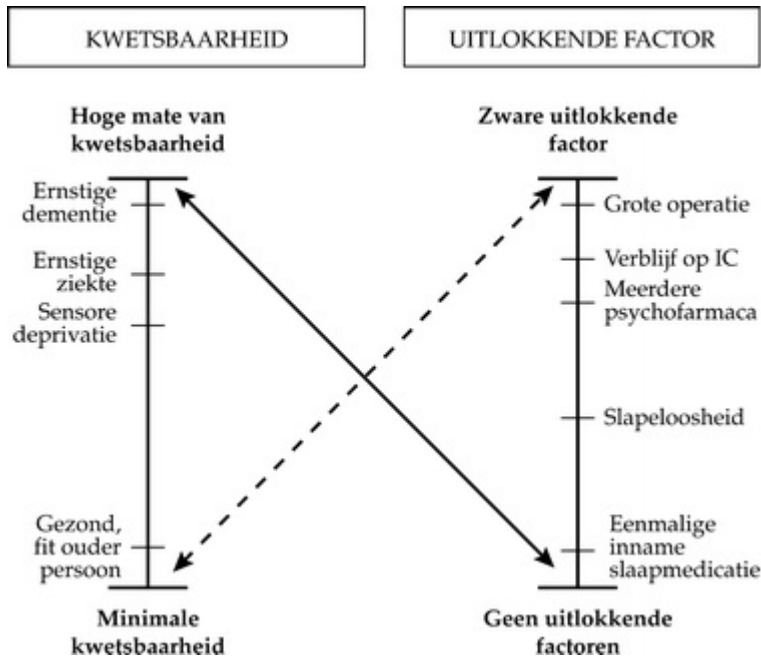 KWETSBAARHEID
UITLOKKENDE FACTOR
Hoge mate van
kwetsbaarheid
Ernstige
dementie
Ernstige
ziekte
Sensore
deprivatie
Gezond,
fit ouder
persoon
Minimale
kwetsbaarheid
Zware uitlokkende
factor
Grote operatie
Verblijf op IC
Meerdere
psychofarmaca
Slapeloosheid
Eenmalige
inname
slaapmedicatie
Geen uitlokkende
factoren